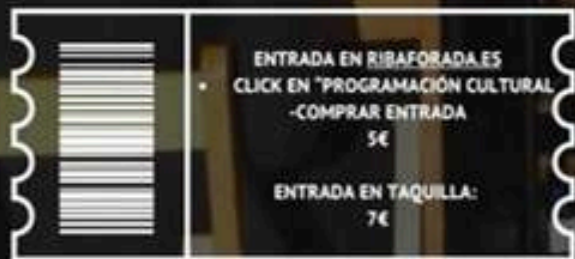 ENTRADA EN RIBAFORADA.ES
• CLICK EN "PROGRAMACIÓN CULTURAL
-COMPRAR ENTRADA
5€
ENTRADA EN TAQUILLA:
7€